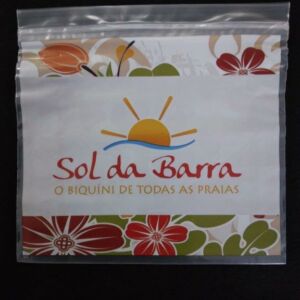 Sol da Barra
O BIQUÍNI DE TODAS AS PRAIAS